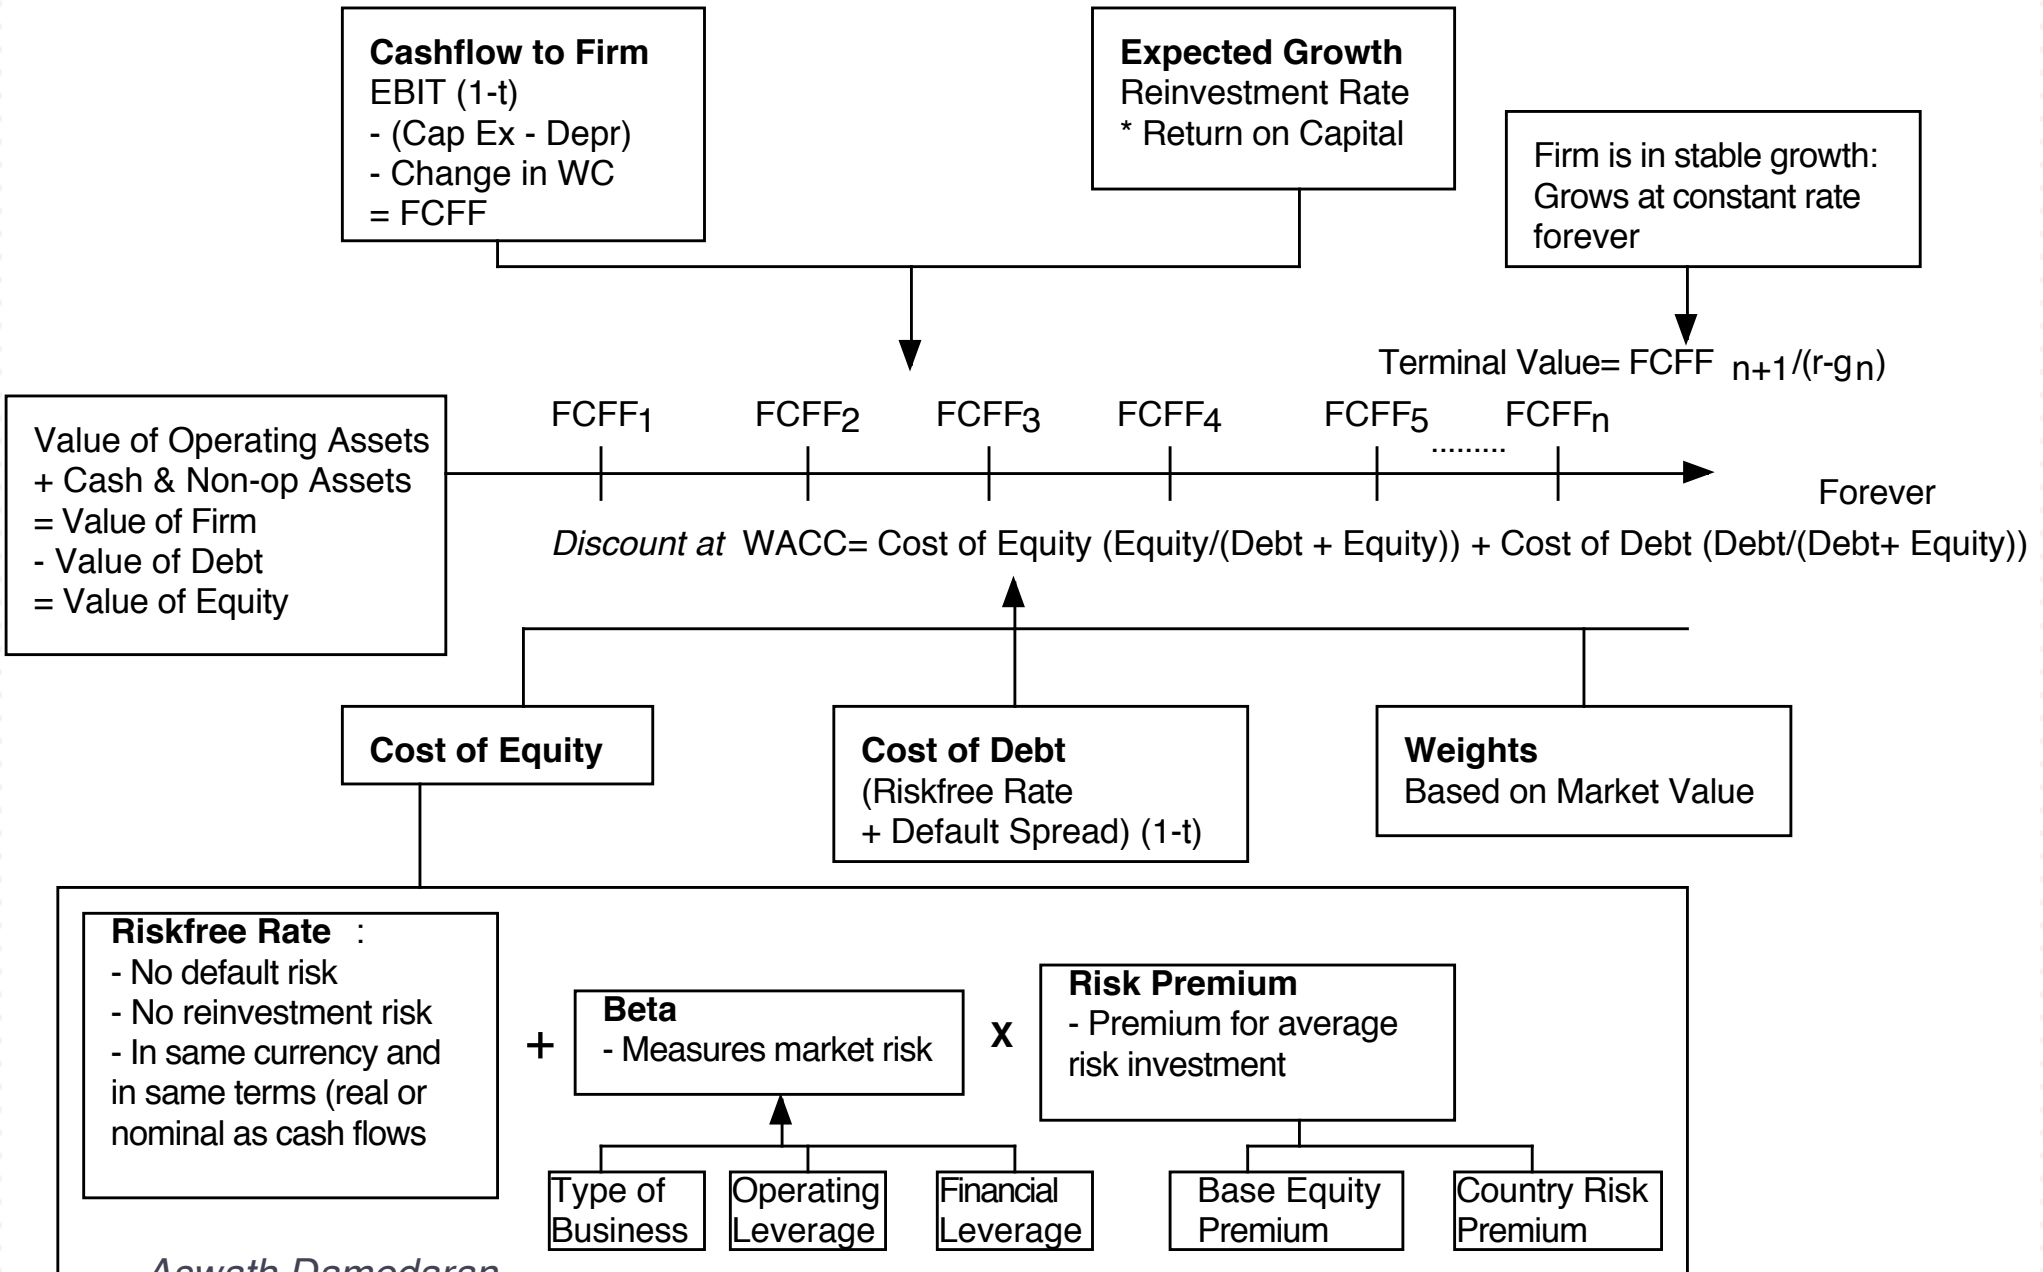 Cashflow to Firm
EBIT (1-t)
- (Cap Ex - Depr)
- Change in WC
= FCFF
Expected Growth
Reinvestment Rate
* Return on Capital
Firm is in stable growth:
Grows at constant rate
forever
Terminal Value= FCFF n+1/(r-gn)
FCFF1 FCFF2 FCFF3 FCFF4 FCFF5 ......... FCFFn
Forever
Value of Operating Assets
+ Cash & Non-op Assets
= Value of Firm
- Value of Debt
= Value of Equity
Discount at WACC= Cost of Equity (Equity/(Debt + Equity)) + Cost of Debt (Debt/(Debt+ Equity))
Cost of Equity
Cost of Debt
(Riskfree Rate
+ Default Spread) (1-t)
Weights
Based on Market Value
Riskfree Rate :
- No default risk
- No reinvestment risk
- In same currency and
in same terms (real or
nominal as cash flows
+
Beta
- Measures market risk
X
Risk Premium
- Premium for average
risk investment
Type of
Business
Operating
Leverage
Financial
Leverage
Base Equity
Premium
Country Risk
Premium
Aswath Damodaran